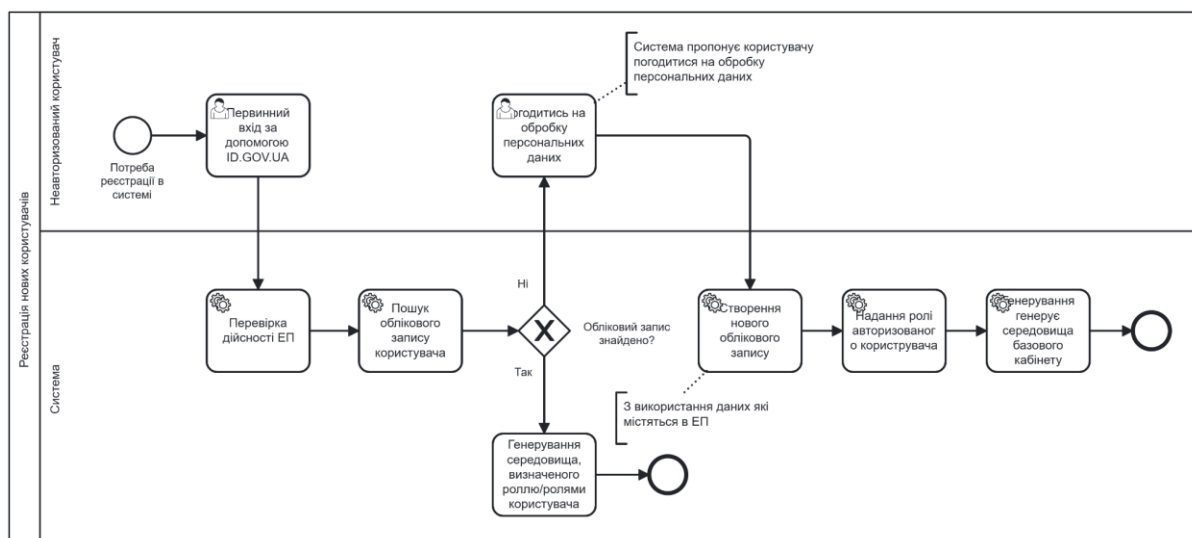 Реєстрація нових користувачів
Неавторизований користувач
Система
Потреба
реєстрації в
системі
Первинний
вхід за
допомогою
ID.GOV.UA
огодитись на
обробку
персональних
даних
Система пропонує користувачу
погодитися на обробку
персональних даних
Перевірка
дійсності ЕП
Пошук
облікового
запису
користувача
Ні
Обліковий запис
знайдено?
Так
Генерування
середовища,
визначеного
роллю/ролями
користувача
Створення
нового
облікового
запису
З використання даних які
містяться в ЕП
Надання ролі
авторизованог
о користрувача
енерування
генерує
середовища
базового
кабінету